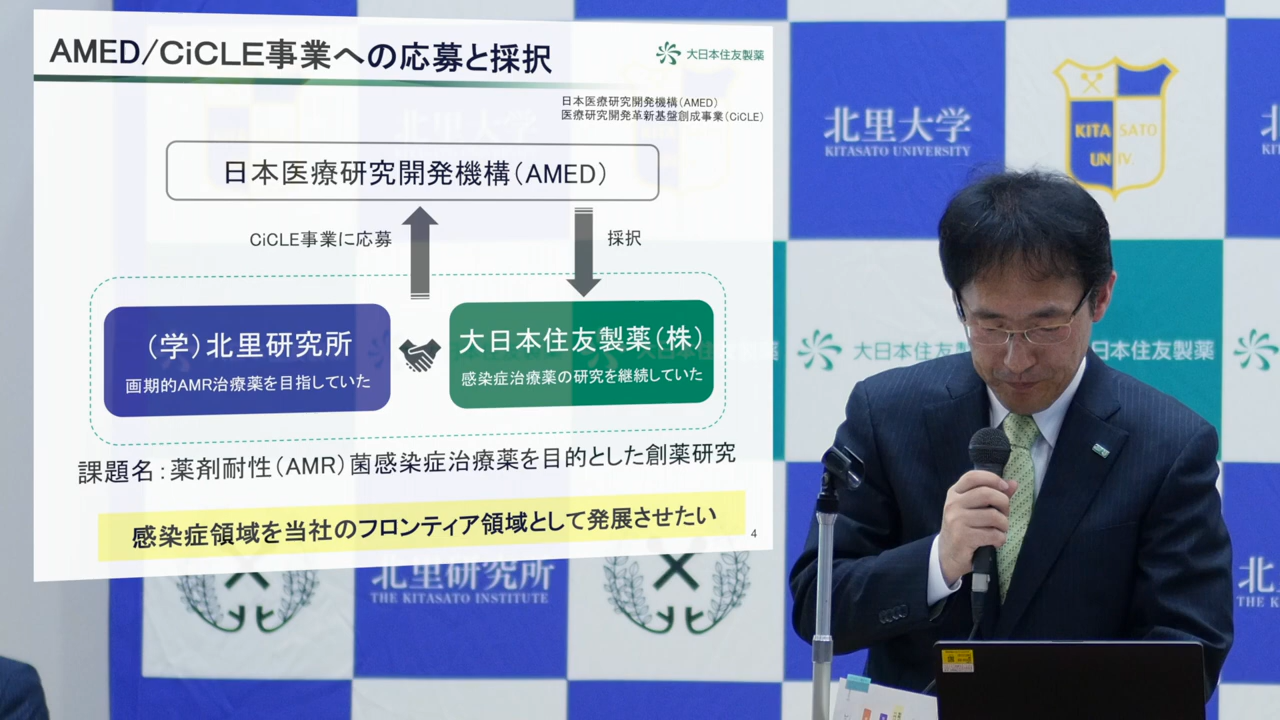 AMED/CiCLE事業への応募と採択
大日本住友製薬
日本医療研究開発機構(AMED)
医療研究開発革新基盤創成事業(CiCLE)
日本医療研究開発機構(AMED)
CiCLE事業に応募
採択
(学)北里研究所
画期的AMR治療薬を目指していた
大日本住友製薬(株)
感染症治療薬の研究を継続していた
課題名:薬剤耐性(AMR)菌感染症治療薬を目的とした創薬研究
感染症領域を当社のフロンティア領域として発展させたい
4
北里大学
KITASATO UNIVERSITY
KITA SATO
UNIV.
大日本住友製
日本住友製薬
北里研究所
THE KITASATO INSTITUTE
北
THE K